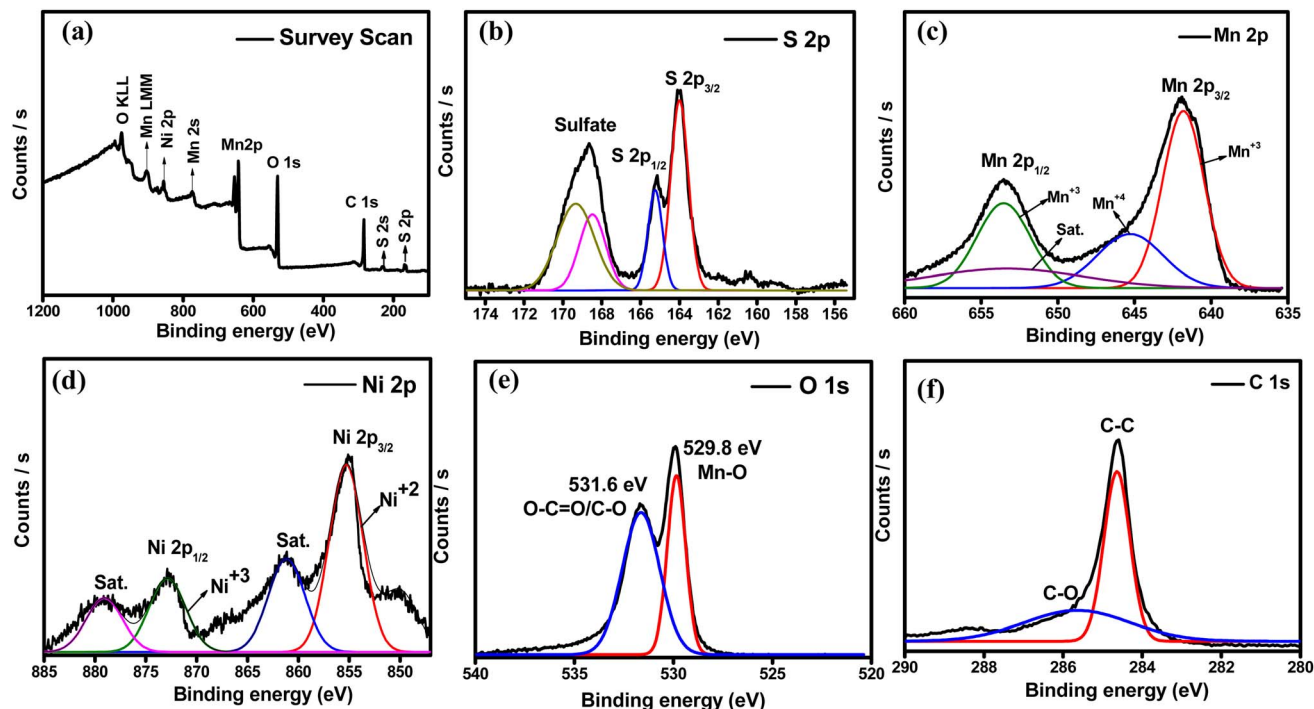 (a)
Survey Scan
O KLL
Mn LMM
Ni 2p
Mn 2s
Mn2p
O 1s
C 1s
S 2s
S 2p
Counts / s
1200 1000 800 600 400 200
Binding energy (eV)
(b)
S 2p
S 2p3/2
Sulfate
S 2p1/2
Counts / s
174 172 170 168 166 164 162 160 158 156
Binding energy (eV)
(c)
Mn 2p
Mn 2p3/2
Mn+3
Mn 2p1/2
Mn+3
Mn+4
Sat.
Counts / s
660 655 650 645 640 635
Binding energy (eV)
(d)
Ni 2p
Ni 2p3/2
Ni+2
Sat.
Ni 2p1/2
Ni+3
Sat.
Counts / s
885 880 875 870 865 860 855 850
Binding energy (eV)
(e)
O 1s
529.8 eV
Mn-O
531.6 eV
O-C=O/C-O
Counts / s
540 535 530 525 520
Binding energy (eV)
(f)
C 1s
C-C
C-O
Counts / s
290 288 286 284 282 280
Binding energy (eV)